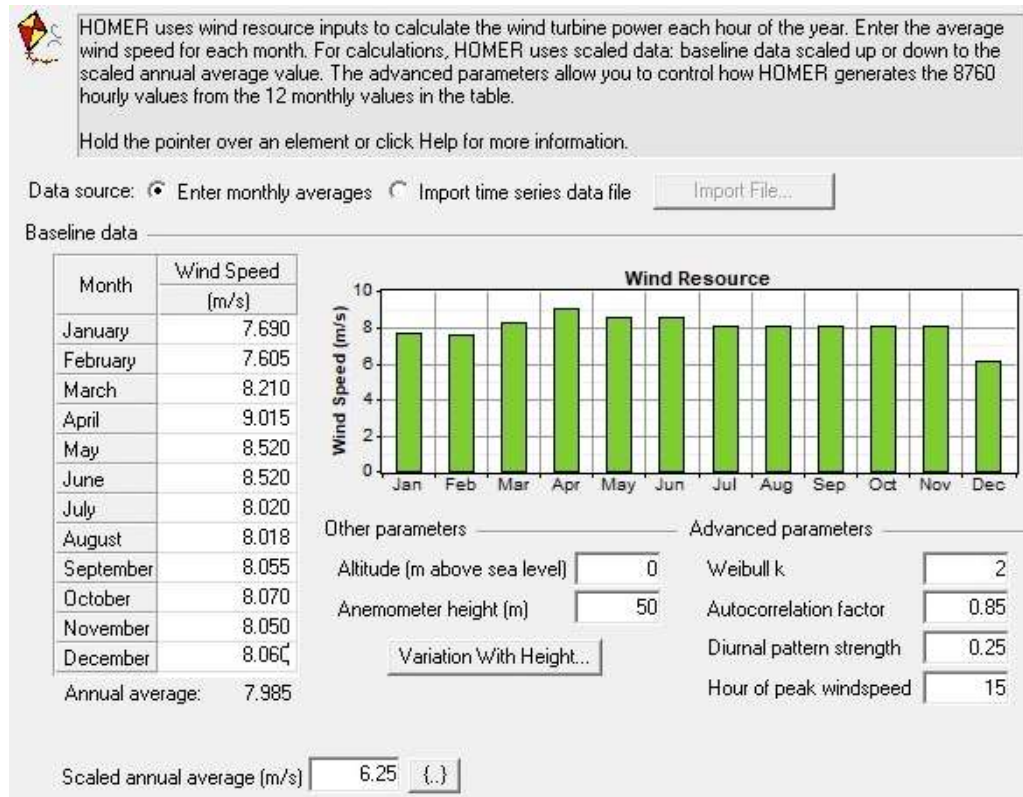 HOMER uses wind resource inputs to calculate the wind turbine power each hour of the year. Enter the average
wind speed for each month. For calculations, HOMER uses scaled data: baseline data scaled up or down to the
scaled annual average value. The advanced parameters allow you to control how HOMER generates the 8760
hourly values from the 12 monthly values in the table.
Hold the pointer over an element or click Help for more information.
Data source: Enter monthly averages Import time series data file Import File...
Baseline data
Month Wind Speed
(m/s)
January 7.690
February 7.605
March 8.210
April 9.015
May 8.520
June 8.520
July 8.020
August 8.018
September 8.055
October 8.070
November 8.050
December 8.060
Annual average: 7.985
Wind Resource
Wind Speed (m/s)
10
8
6
4
2
0
Jan Feb Mar Apr May Jun Jul Aug Sep Oct Nov Dec
Other parameters
Altitude (m above sea level) 0
Anemometer height (m) 50
Variation With Height...
Advanced parameters
Weibull k 2
Autocorrelation factor 0.85
Diurnal pattern strength 0.25
Hour of peak windspeed 15
Scaled annual average (m/s) 6.25 {..}